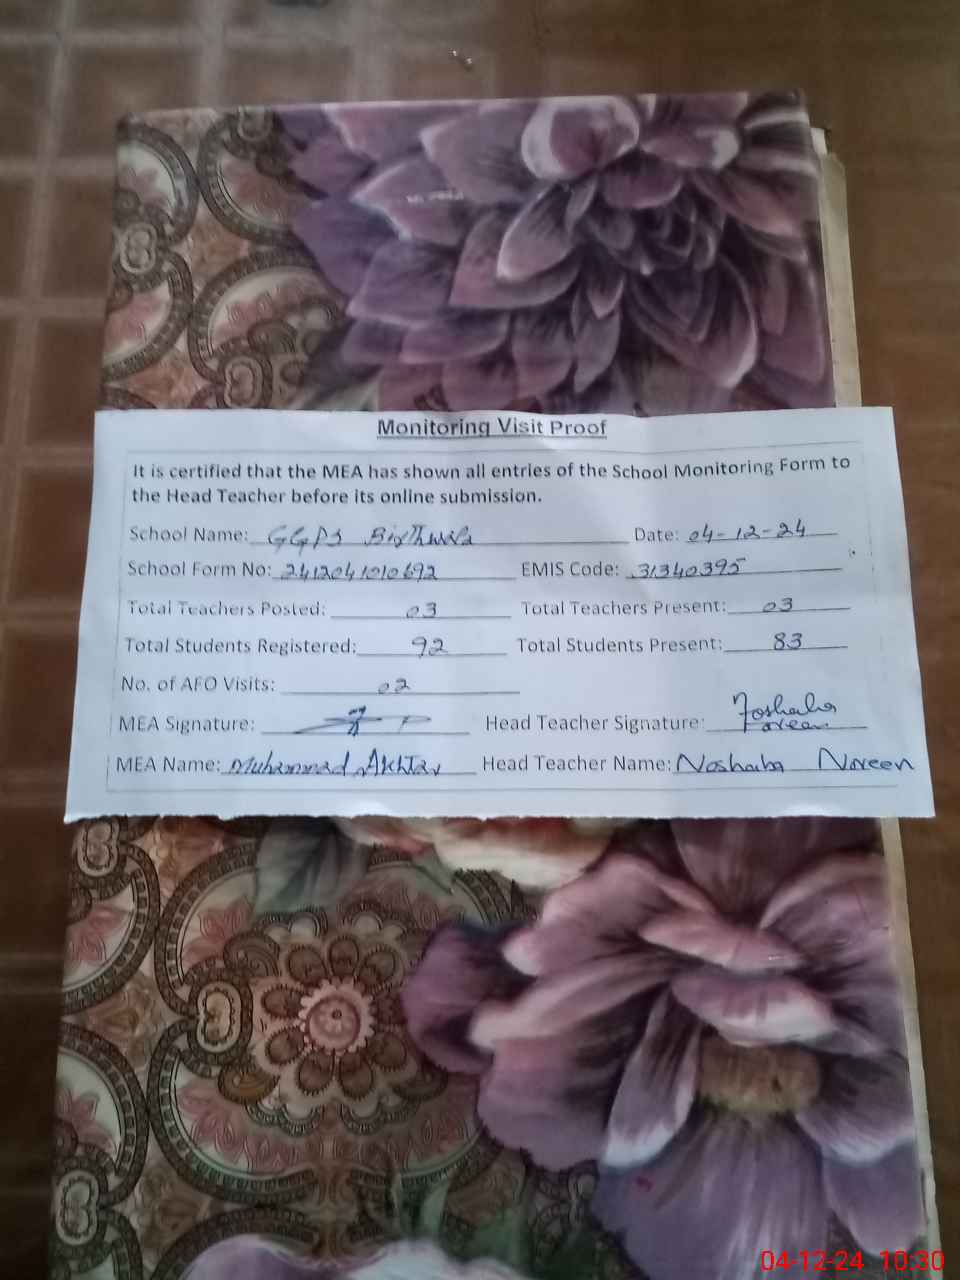 Monitoring Visit Proof
It is certified that the MEA has shown all entries of the School Monitoring Form to
the Head Teacher before its online submission.
School Name: GGPS Date: 04-12-24
School Form No: 2412041010692 EMIS Code: 31340395
Total Teachers Posted: 03 Total Teachers Present: 03
Total Students Registered: 92 Total Students Present: 83
No. of AFO Visits: 02
MEA Signature: Head Teacher Signature: Noshaba Noreen
MEA Name: Muhammad Akhtar Head Teacher Name: Noshaba Noreen
04-12-24 10:30